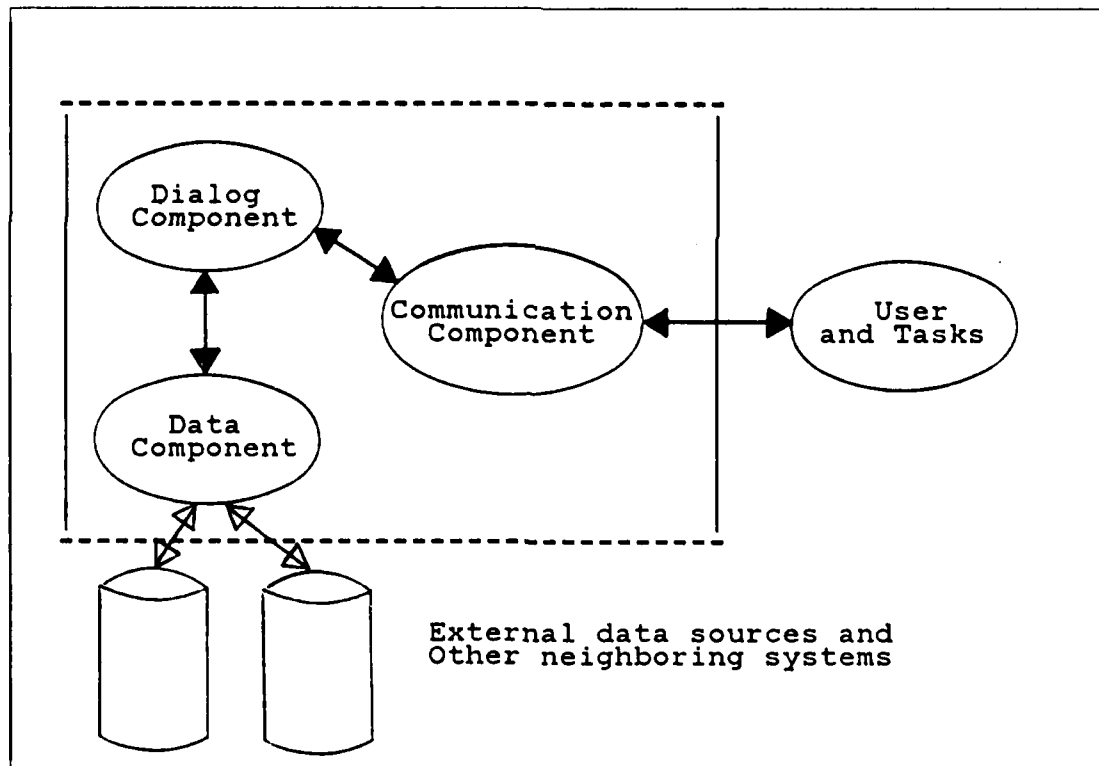 Dialog
Component
Communication
Component
User
and Tasks
Data
Component
External data sources and
Other neighboring systems